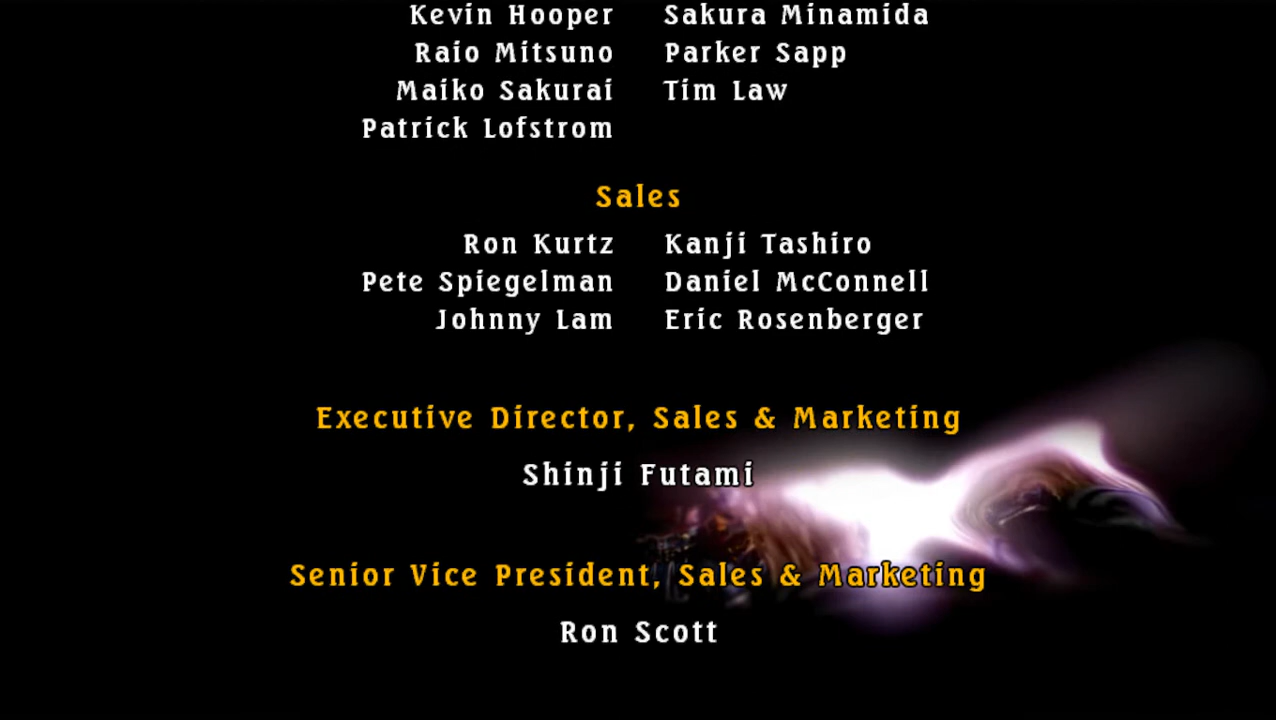 Kevin Hooper Sakura Minamida
Raio Mitsuno Parker Sapp
Maiko Sakurai Tim Law
Patrick Lofstrom
Sales
Ron Kurtz Kanji Tashiro
Pete Spiegelman Daniel McConnell
Johnny Lam Eric Rosenberger
Executive Director, Sales & Marketing
Shinji Futami
Senior Vice President, Sales & Marketing
Ron Scott